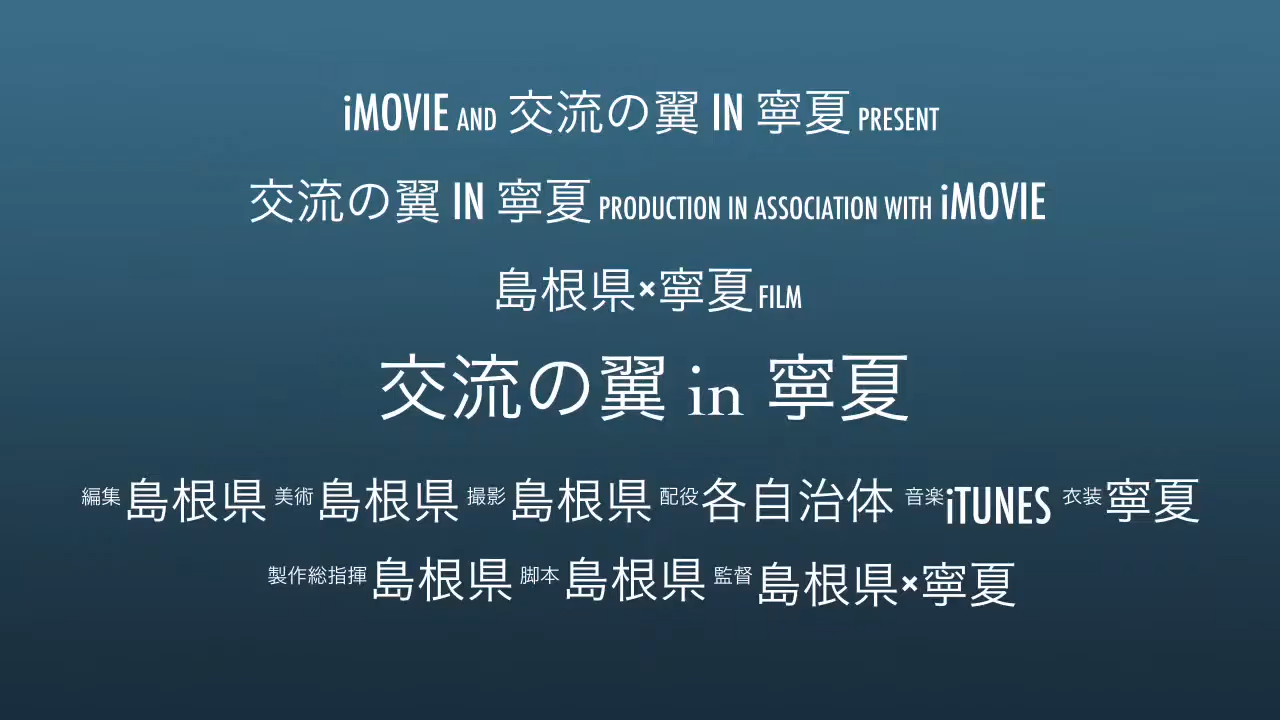 iMOVIE AND 交流の翼 IN 寧夏 PRESENT
交流の翼 IN 寧夏 PRODUCTION IN ASSOCIATION WITH iMOVIE
島根県×寧夏 FILM
交流の翼 in 寧夏
編集 島根県 美術 島根県 撮影 島根県 配役 各自治体 音楽 iTUNES 衣装 寧夏
製作総指揮 島根県 脚本 島根県 監督 島根県×寧夏